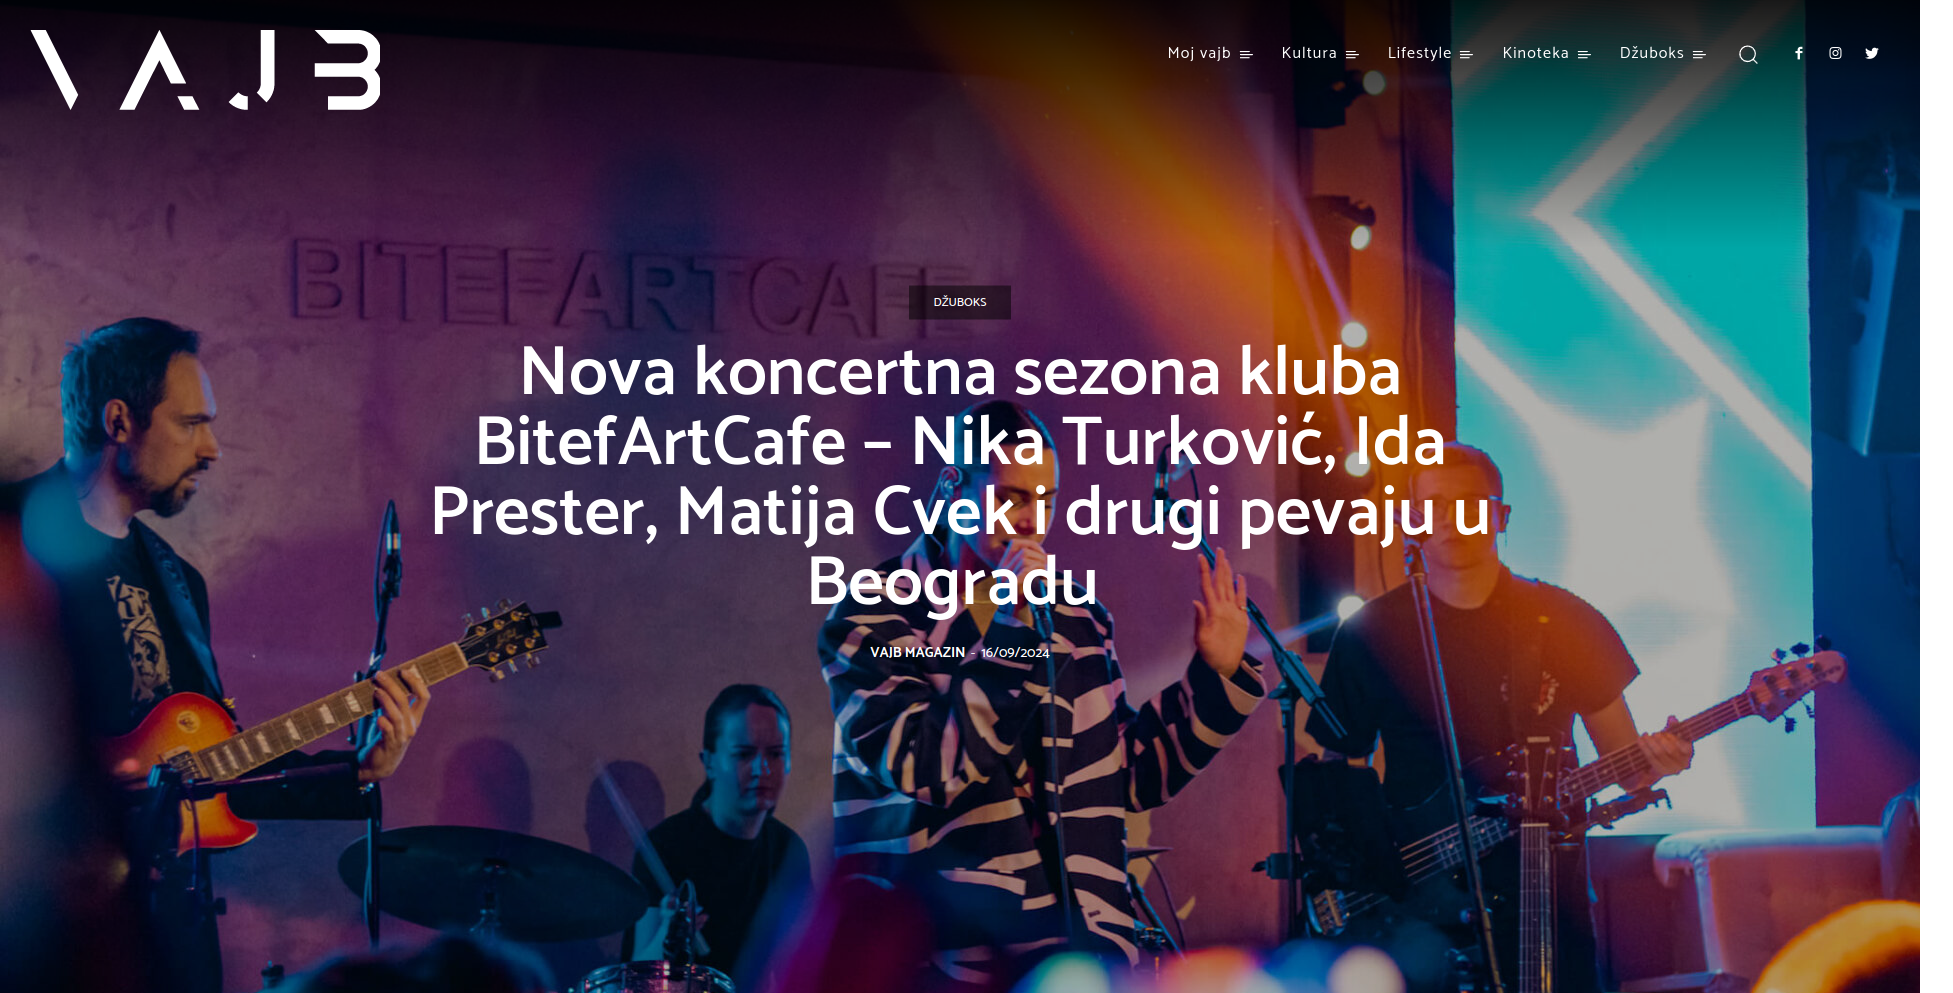 VAJB
Moj vajb Kultura Lifestyle Kinoteka Džuboks
BITEFARTCAFE
DŽUBOKS
Nova koncertna sezona kluba
BitefArtCafe – Nika Turković, Ida
Prester, Matija Cvek i drugi pevaju u
Beogradu
VAJB MAGAZIN - 16/09/2024